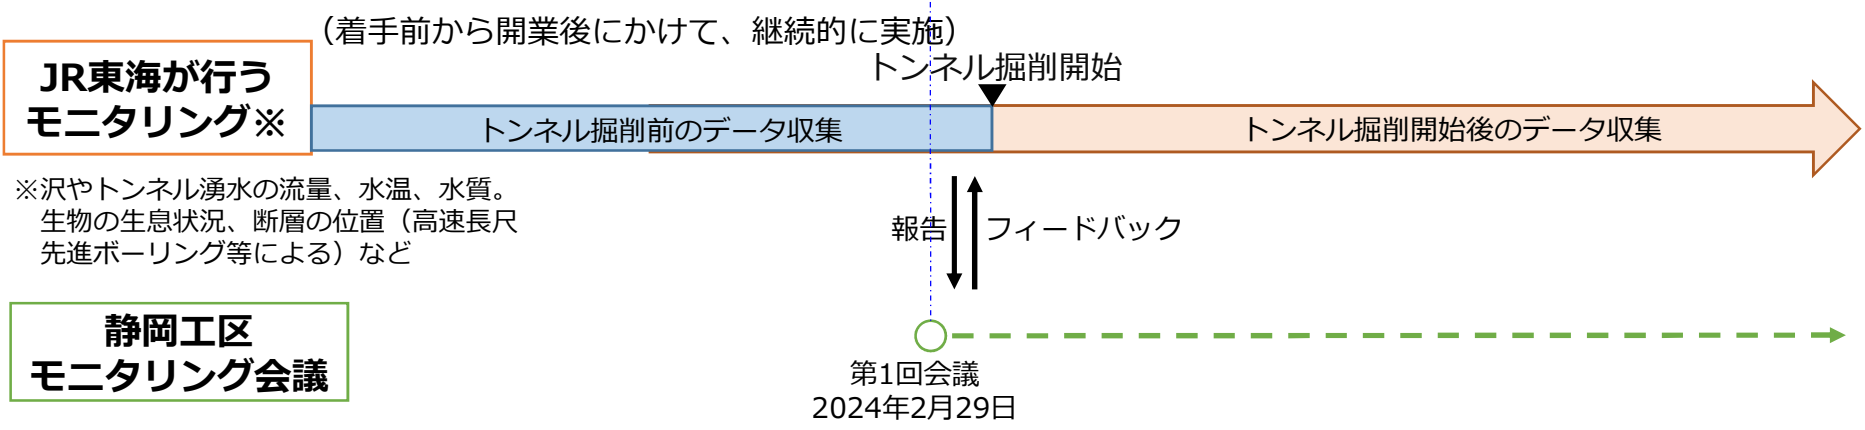 （着手前から開業後にかけて、継続的に実施）
JR東海が行う
モニタリング※
トンネル掘削開始
トンネル掘削前のデータ収集
トンネル掘削開始後のデータ収集
※沢やトンネル湧水の流量、水温、水質。
生物の生息状況、断層の位置（高速長尺
先進ボーリング等による）など
報告
フィードバック
静岡工区
モニタリング会議
第1回会議
2024年2月29日